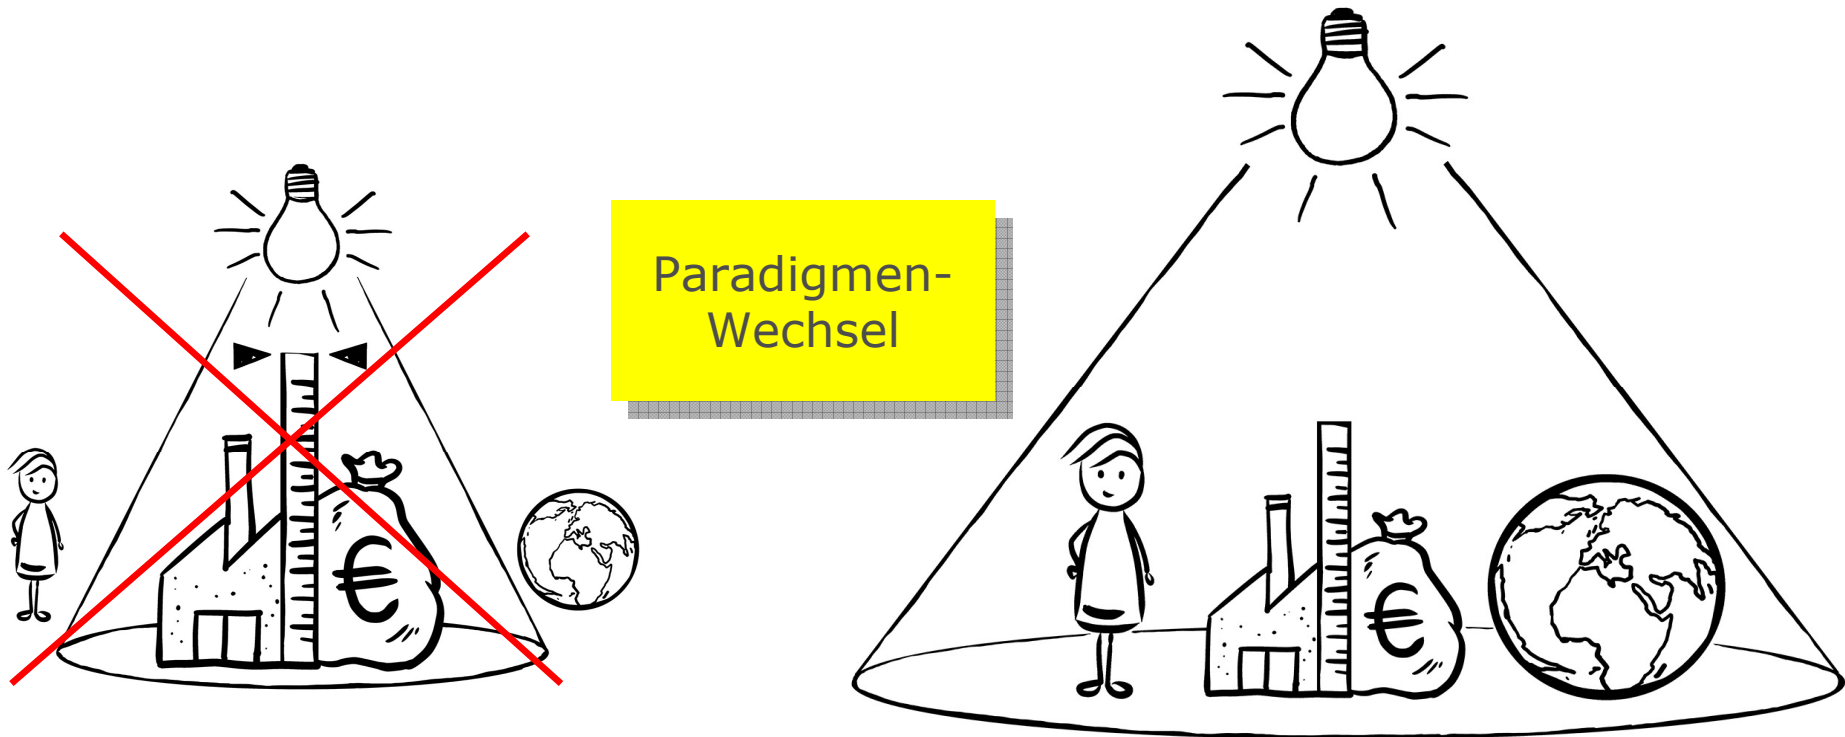 Paradigmen-
Wechsel
€
€